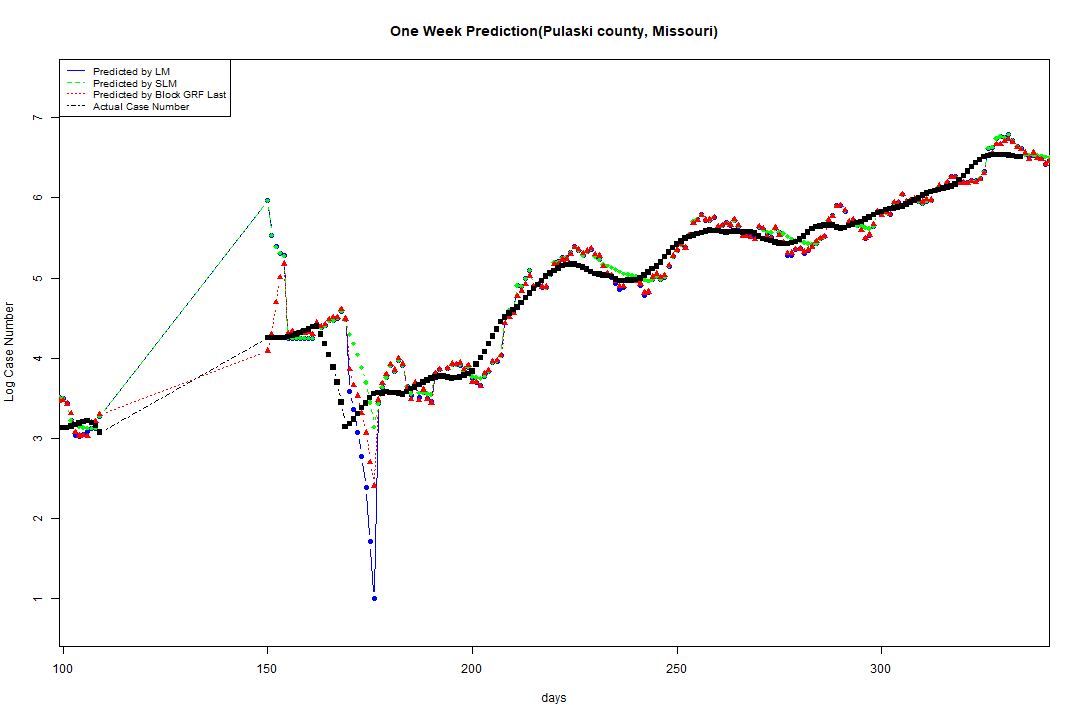 One Week Prediction(Pulaski county, Missouri)
Predicted by LM
Predicted by SLM
Predicted by Block GRF Last
Actual Case Number
7
6
5
4
3
2
1
Log Case Number
100 150 200 250 300
days